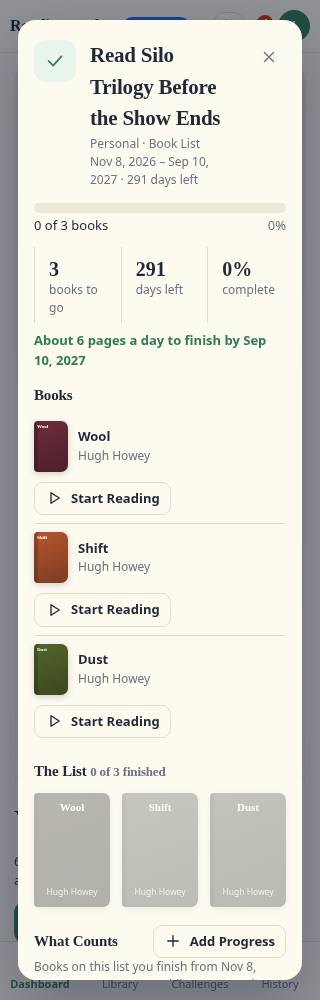 Read Silo
Trilogy Before
the Show Ends
Personal · Book List
Nov 8, 2026 – Sep 10,
2027 · 291 days left
0 of 3 books 0%
3 291 0%
books to go days left complete
About 6 pages a day to finish by Sep
10, 2027
Books
Wool
Wool
Hugh Howey
Start Reading
Shift
Shift
Hugh Howey
Start Reading
Dust
Dust
Hugh Howey
Start Reading
The List 0 of 3 finished
Wool Shift Dust
Hugh Howey Hugh Howey Hugh Howey
What Counts Add Progress
Books on this list you finish from Nov 8,
Dashboard Library Challenges History